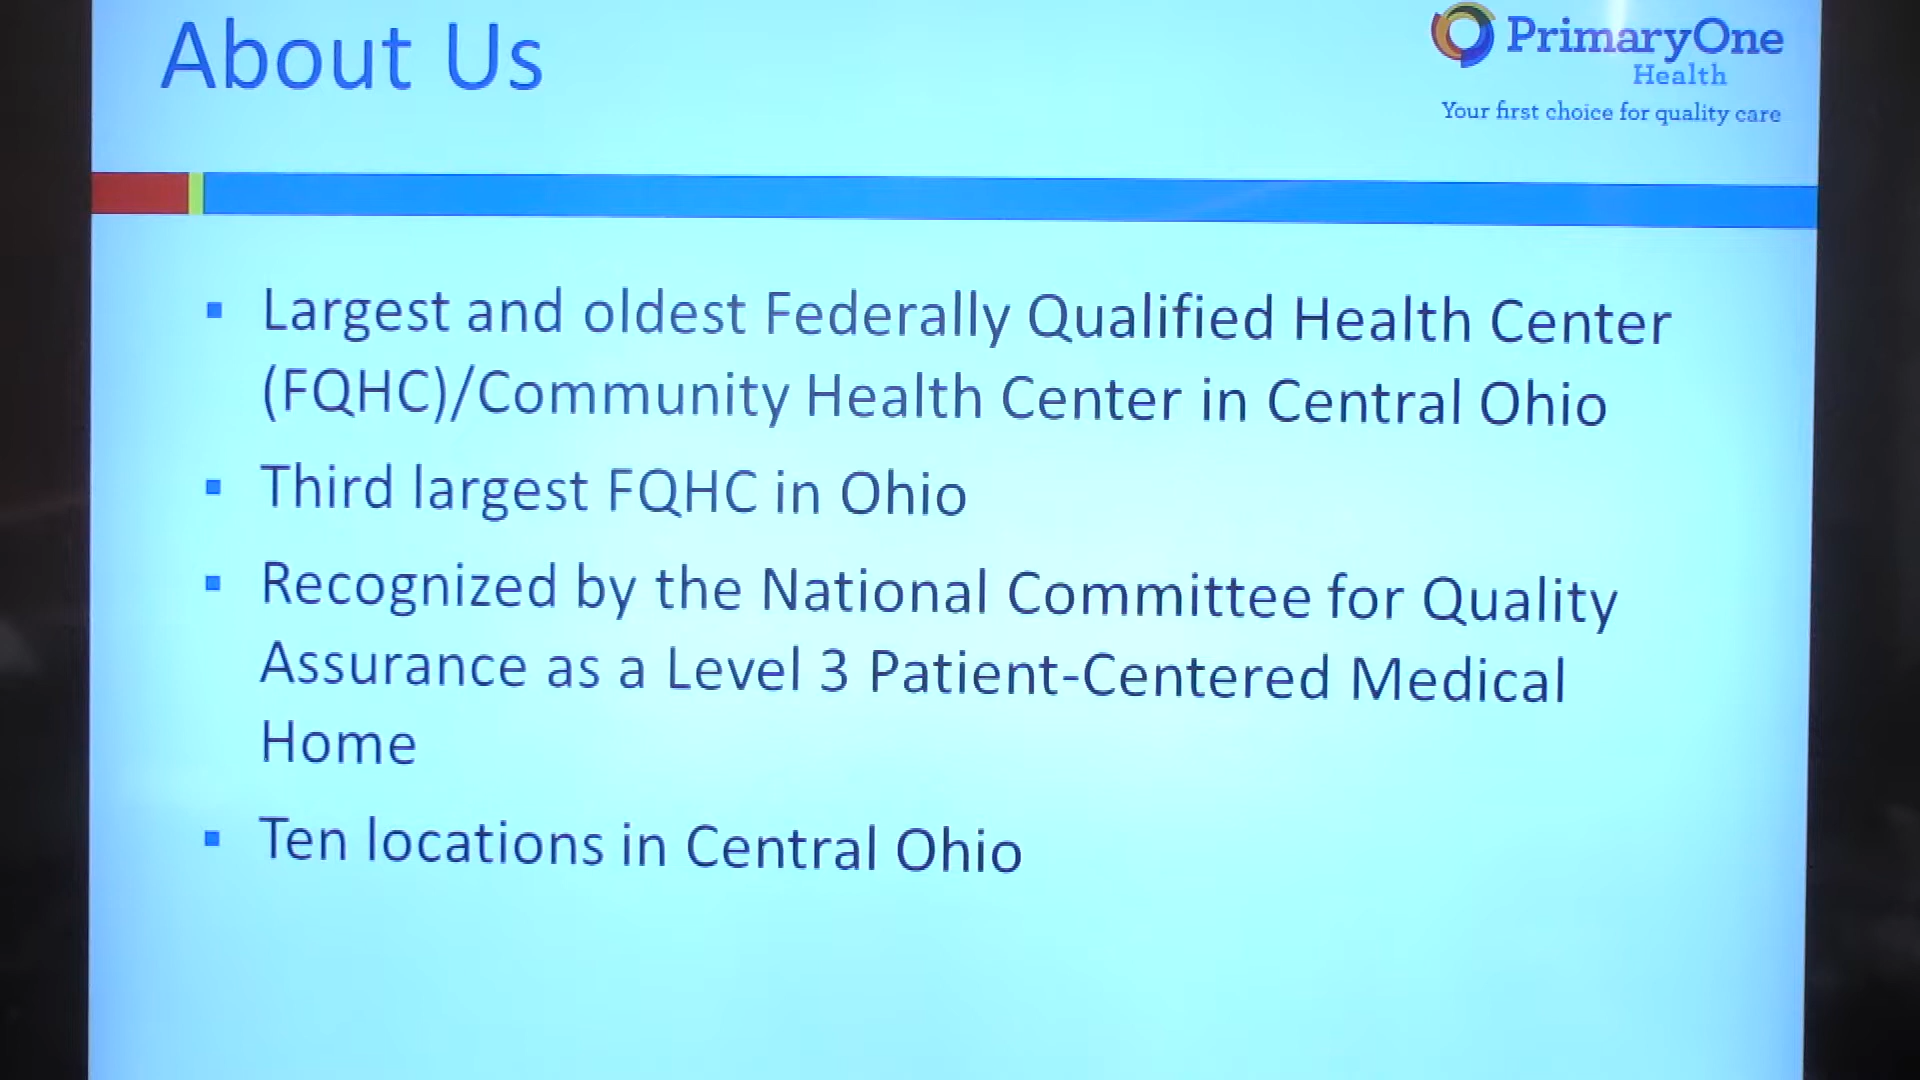 About Us
PrimaryOne
Health
Your first choice for quality care
▪ Largest and oldest Federally Qualified Health Center
(FQHC)/Community Health Center in Central Ohio
▪ Third largest FQHC in Ohio
▪ Recognized by the National Committee for Quality
Assurance as a Level 3 Patient-Centered Medical
Home
▪ Ten locations in Central Ohio